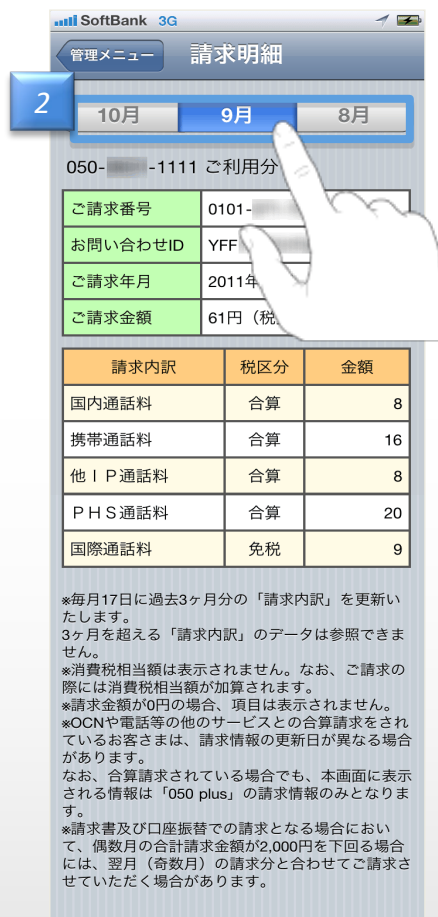 SoftBank 3G
管理メニュー 請求明細
2
10月 9月 8月
050- -1111 ご利用分
ご請求番号 0101-
お問い合わせID YFF
ご請求年月 2011年
ご請求金額 61円（税
請求内訳 税区分 金額
国内通話料 合算 8
携帯通話料 合算 16
他ＩＰ通話料 合算 8
ＰＨＳ通話料 合算 20
国際通話料 免税 9
※毎月17日に過去3ヶ月分の「請求内訳」を更新い
たします。
3ヶ月を超える「請求内訳」のデータは参照できま
せん。
※消費税相当額は表示されません。なお、ご請求の
際には消費税相当額が加算されます。
※請求金額が0円の場合、項目は表示されません。
※OCNや電話等の他のサービスとの合算請求をされ
ているお客さまは、請求情報の更新日が異なる場合
があります。
なお、合算請求されている場合でも、本画面に表示
される情報は「050 plus」の請求情報のみとなりま
す。
※請求書及び口座振替での請求となる場合におい
て、偶数月の合計請求金額が2,000円を下回る場合
には、翌月（奇数月）の請求分と合わせてご請求さ
せていただく場合があります。